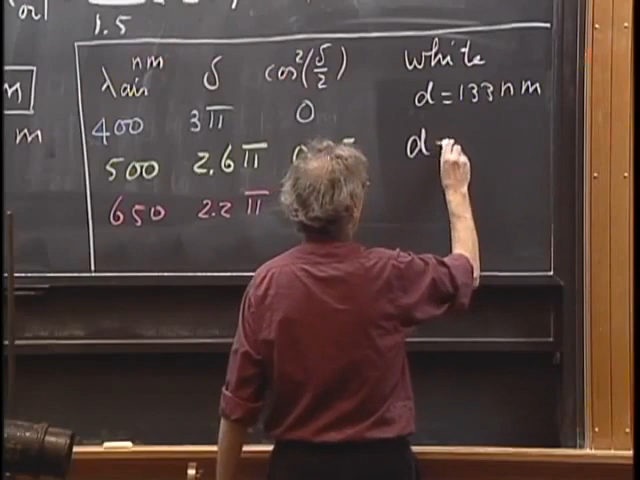 1.5
nm
λair δ cos²(δ/2)
400 3π 0
500 2.6π
650 2.2π
m
m
white
d = 133 nm
d =